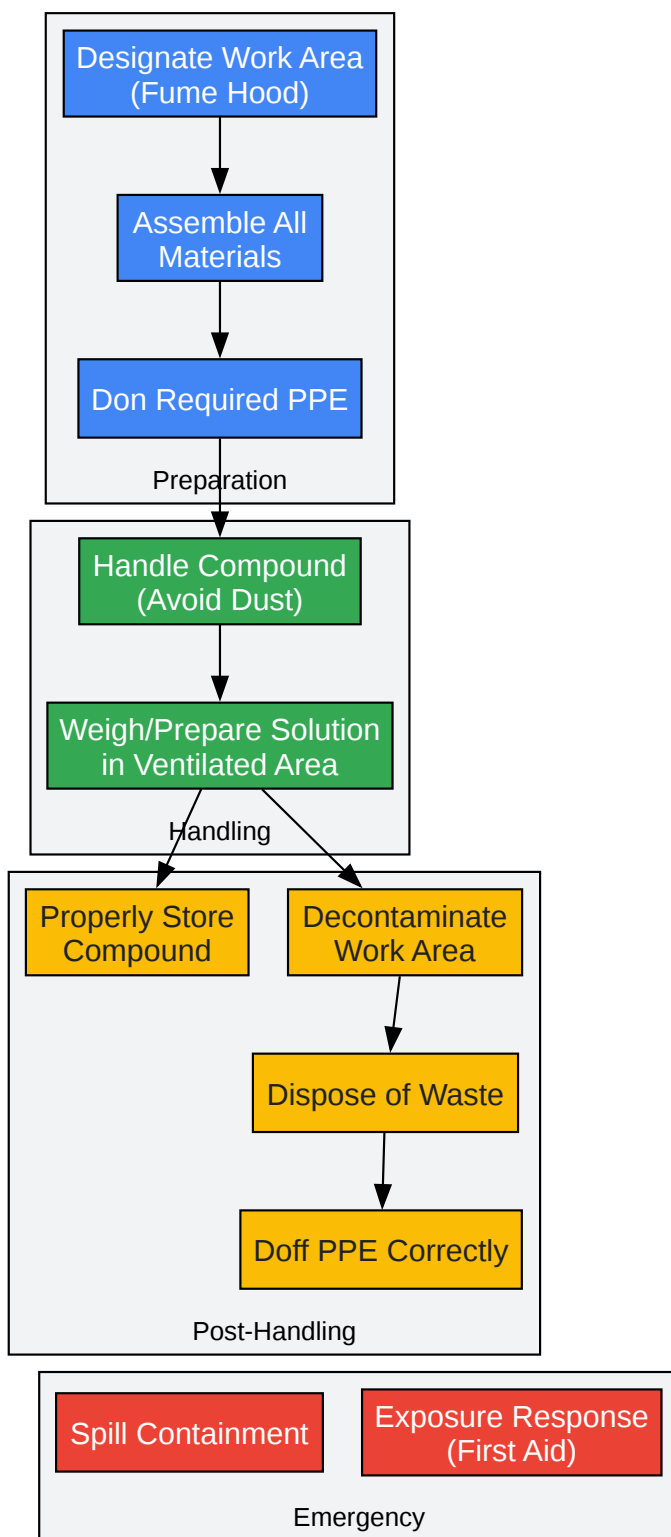 Designate Work Area
(Fume Hood)
Assemble All
Materials
Don Required PPE
Preparation
Handle Compound
(Avoid Dust)
Weigh/Prepare Solution
in Ventilated Area
Handling
Properly Store
Compound
Decontaminate
Work Area
Dispose of Waste
Doff PPE Correctly
Post-Handling
Spill Containment
Exposure Response
(First Aid)
Emergency